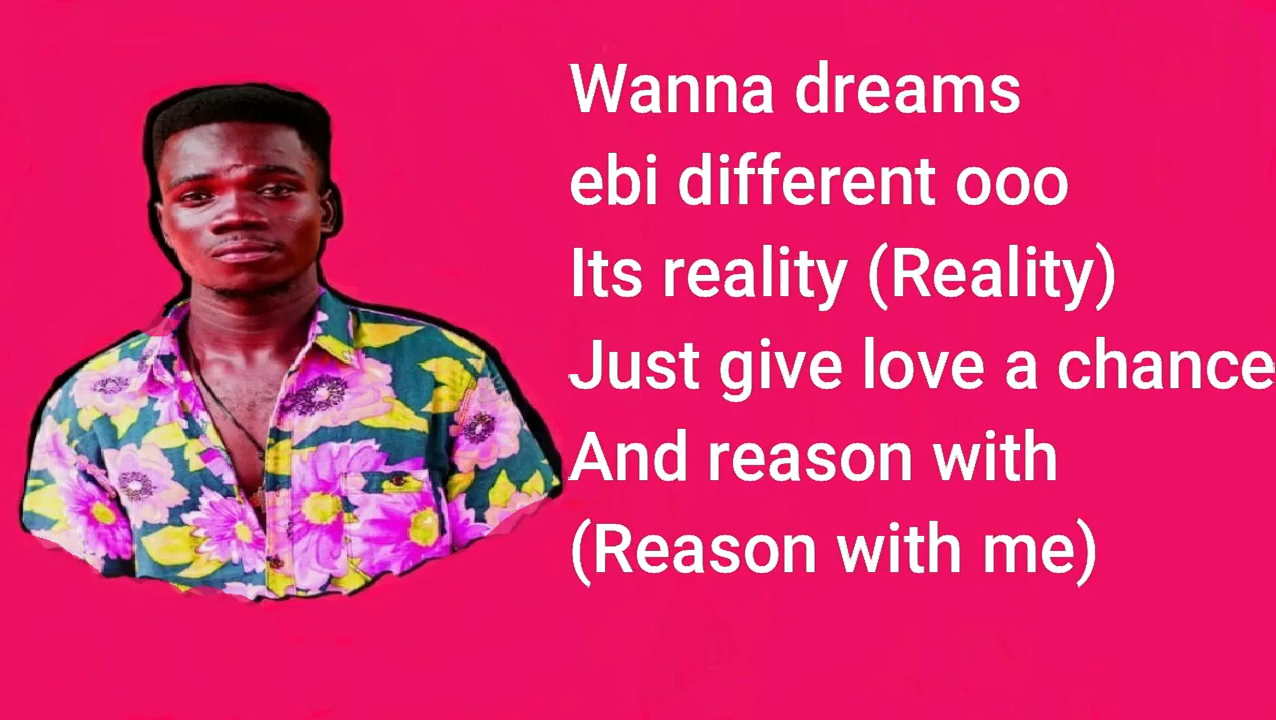 Wanna dreams
ebi different ooo
Its reality (Reality)
Just give love a chance
And reason with
(Reason with me)